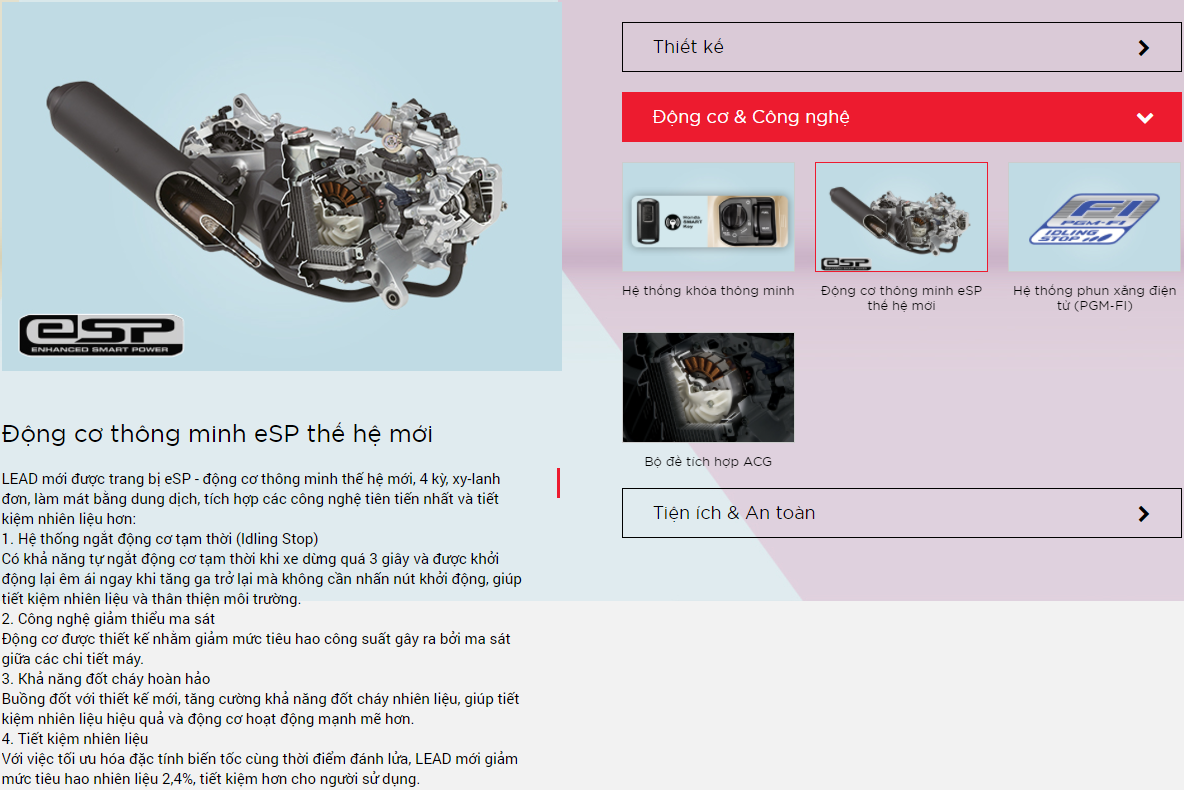 eSP
ENHANCED SMART POWER
Động cơ thông minh eSP thế hệ mới
LEAD mới được trang bị eSP - động cơ thông minh thế hệ mới, 4 kỳ, xy-lanh
đơn, làm mát bằng dung dịch, tích hợp các công nghệ tiên tiến nhất và tiết
kiệm nhiên liệu hơn:
1. Hệ thống ngắt động cơ tạm thời (Idling Stop)
Có khả năng tự ngắt động cơ tạm thời khi xe dừng quá 3 giây và được khởi
động lại êm ái ngay khi tăng ga trở lại mà không cần nhấn nút khởi động, giúp
tiết kiệm nhiên liệu và thân thiện môi trường.
2. Công nghệ giảm thiểu ma sát
Động cơ được thiết kế nhằm giảm mức tiêu hao công suất gây ra bởi ma sát
giữa các chi tiết máy.
3. Khả năng đốt cháy hoàn hảo
Buồng đốt với thiết kế mới, tăng cường khả năng đốt cháy nhiên liệu, giúp tiết
kiệm nhiên liệu hiệu quả và động cơ hoạt động mạnh mẽ hơn.
4. Tiết kiệm nhiên liệu
Với việc tối ưu hóa đặc tính biến tốc cùng thời điểm đánh lửa, LEAD mới giảm
mức tiêu hao nhiên liệu 2,4%, tiết kiệm hơn cho người sử dụng.
Thiết kế
Động cơ & Công nghệ
Honda
SMART
Key
Hệ thống khóa thông minh
eSP
Động cơ thông minh eSP
thế hệ mới
FI
PGM-FI
IDLING
STOP
Hệ thống phun xăng điện
tử (PGM-FI)
Bộ đề tích hợp ACG
Tiện ích & An toàn